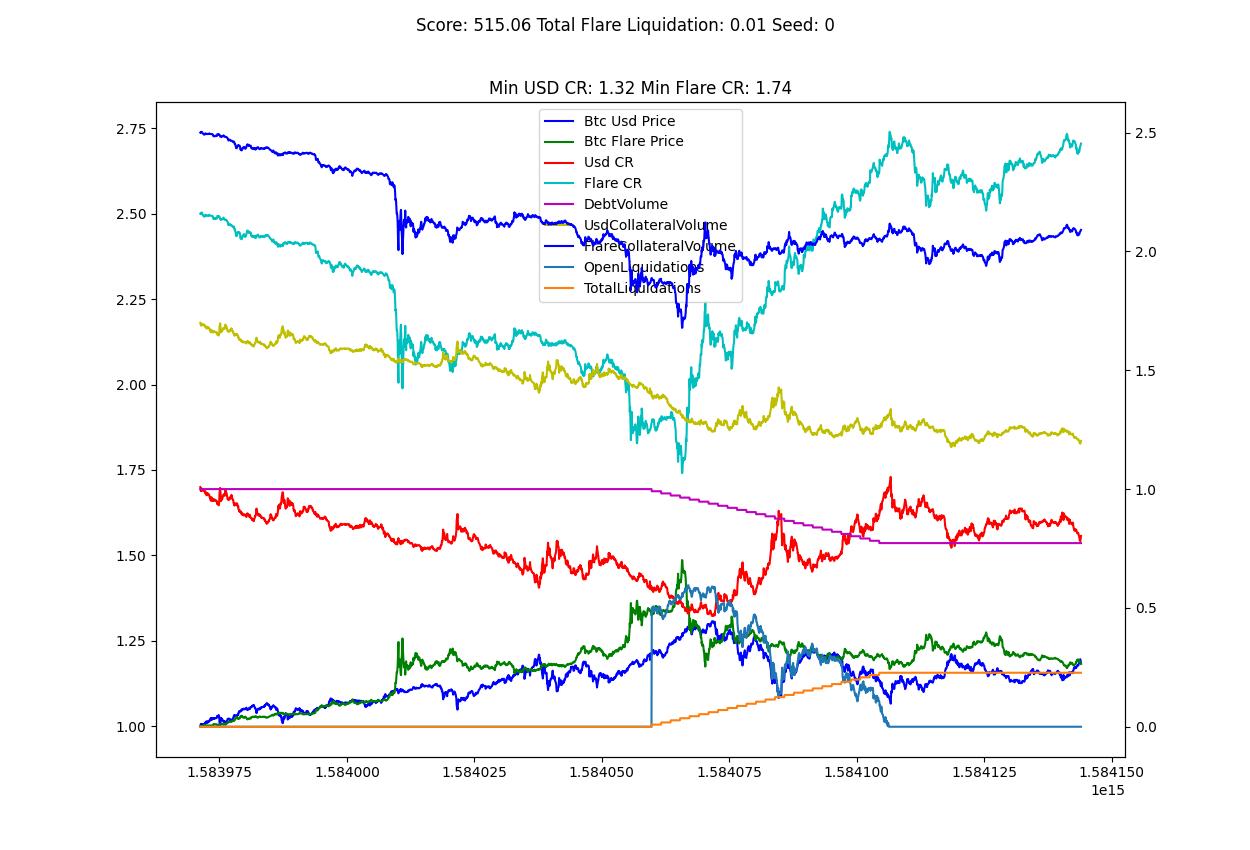 Score: 515.06 Total Flare Liquidation: 0.01 Seed: 0
Min USD CR: 1.32 Min Flare CR: 1.74
Btc Usd Price
Btc Flare Price
Usd CR
Flare CR
DebtVolume
UsdCollateralVolume
FlareCollateralVolume
OpenLiquidations
TotalLiquidations
2.75
2.50
2.25
2.00
1.75
1.50
1.25
1.00
2.5
2.0
1.5
1.0
0.5
0.0
1.583975 1.584000 1.584025 1.584050 1.584075 1.584100 1.584125 1.584150
1e15